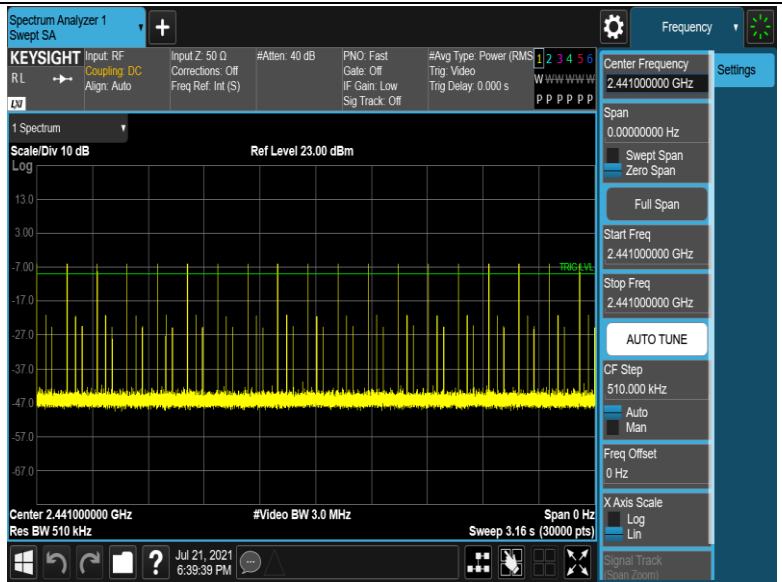 Spectrum Analyzer 1
Swept SA
Frequency
KEYSIGHT
RL
LXI
Input: RF
Coupling: DC
Align: Auto
Input Z: 50 Ω
Corrections: Off
Freq Ref: Int (S)
#Atten: 40 dB
PNO: Fast
Gate: Off
IF Gain: Low
Sig Track: Off
#Avg Type: Power (RMS
Trig: Video
Trig Delay: 0.000 s
1 2 3 4 5 6
W W W W W W
P P P P P P
1 Spectrum
Scale/Div 10 dB
Ref Level 23.00 dBm
Log
13.0
3.00
-7.00
TRIG LVL
-17.0
-27.0
-37.0
-47.0
-57.0
-67.0
Center 2.441000000 GHz
#Video BW 3.0 MHz
Span 0 Hz
Res BW 510 kHz
Sweep 3.16 s (30000 pts)
Center Frequency
2.441000000 GHz
Settings
Span
0.00000000 Hz
Swept Span
Zero Span
Full Span
Start Freq
2.441000000 GHz
Stop Freq
2.441000000 GHz
AUTO TUNE
CF Step
510.000 kHz
Auto
Man
Freq Offset
0 Hz
X Axis Scale
Log
Lin
Signal Track
(Span Zoom)
?
Jul 21, 2021
6:39:39 PM